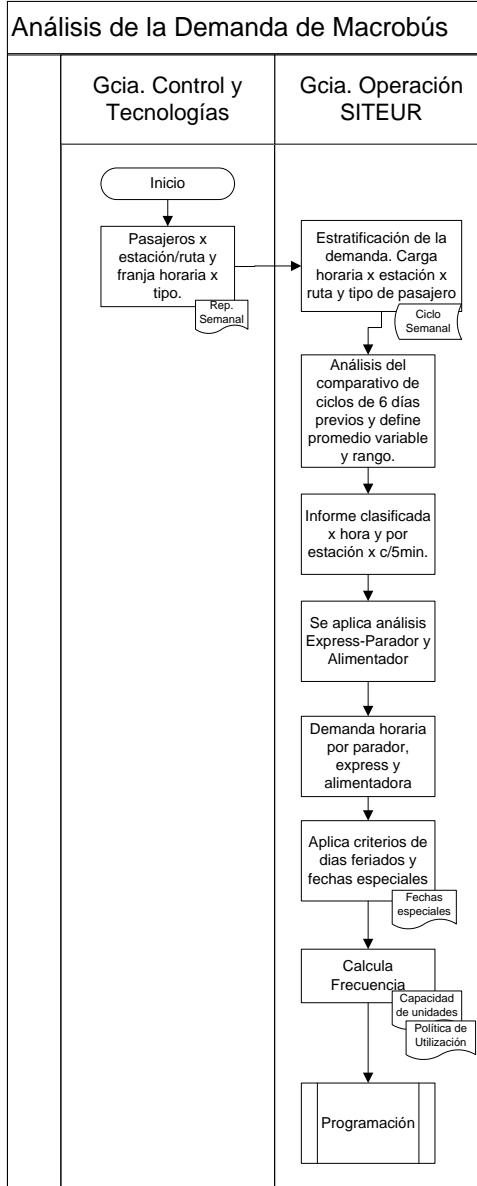 Análisis de la Demanda de Macrobús
Gcia. Control y
Tecnologías
Gcia. Operación
SITEUR
Inicio
Pasajeros x
estación/ruta y
franja horaria x
tipo.
Rep.
Semanal
Estratificación de la
demanda. Carga
horaria x estación x
ruta y tipo de pasajero
Ciclo
Semanal
Análisis del
comparativo de
ciclos de 6 días
previos y define
promedio variable
y rango.
Informe clasificada
x hora y por
estación x c/5min.
Se aplica análisis
Express-Parador y
Alimentador
Demanda horaria
por parador,
express y
alimentadora
Aplica criterios de
dias feriados y
fechas especiales
Fechas
especiales
Calcula
Frecuencia
Capacidad
de unidades
Política de
Utilización
Programación